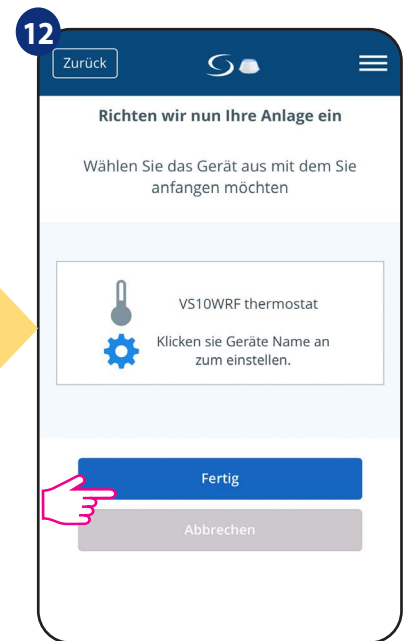 12
Zurück
Richten wir nun Ihre Anlage ein
Wählen Sie das Gerät aus mit dem Sie
anfangen möchten
VS10WRF thermostat
Klicken sie Geräte Name an
zum einstellen.
Fertig
Abbrechen